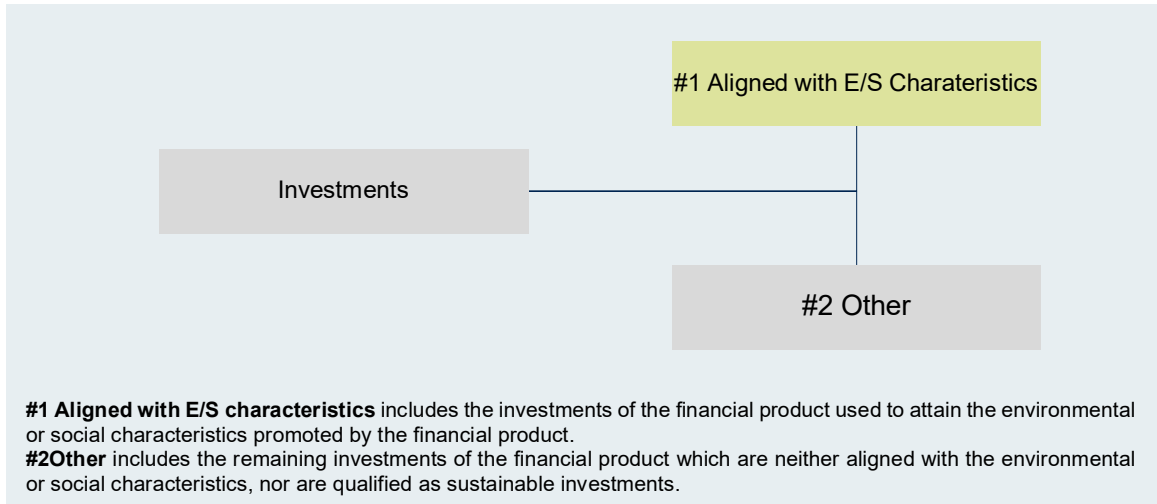 #1 Aligned with E/S Charateristics
Investments
#2 Other
#1 Aligned with E/S characteristics includes the investments of the financial product used to attain the environmental
or social characteristics promoted by the financial product.
#2Other includes the remaining investments of the financial product which are neither aligned with the environmental
or social characteristics, nor are qualified as sustainable investments.